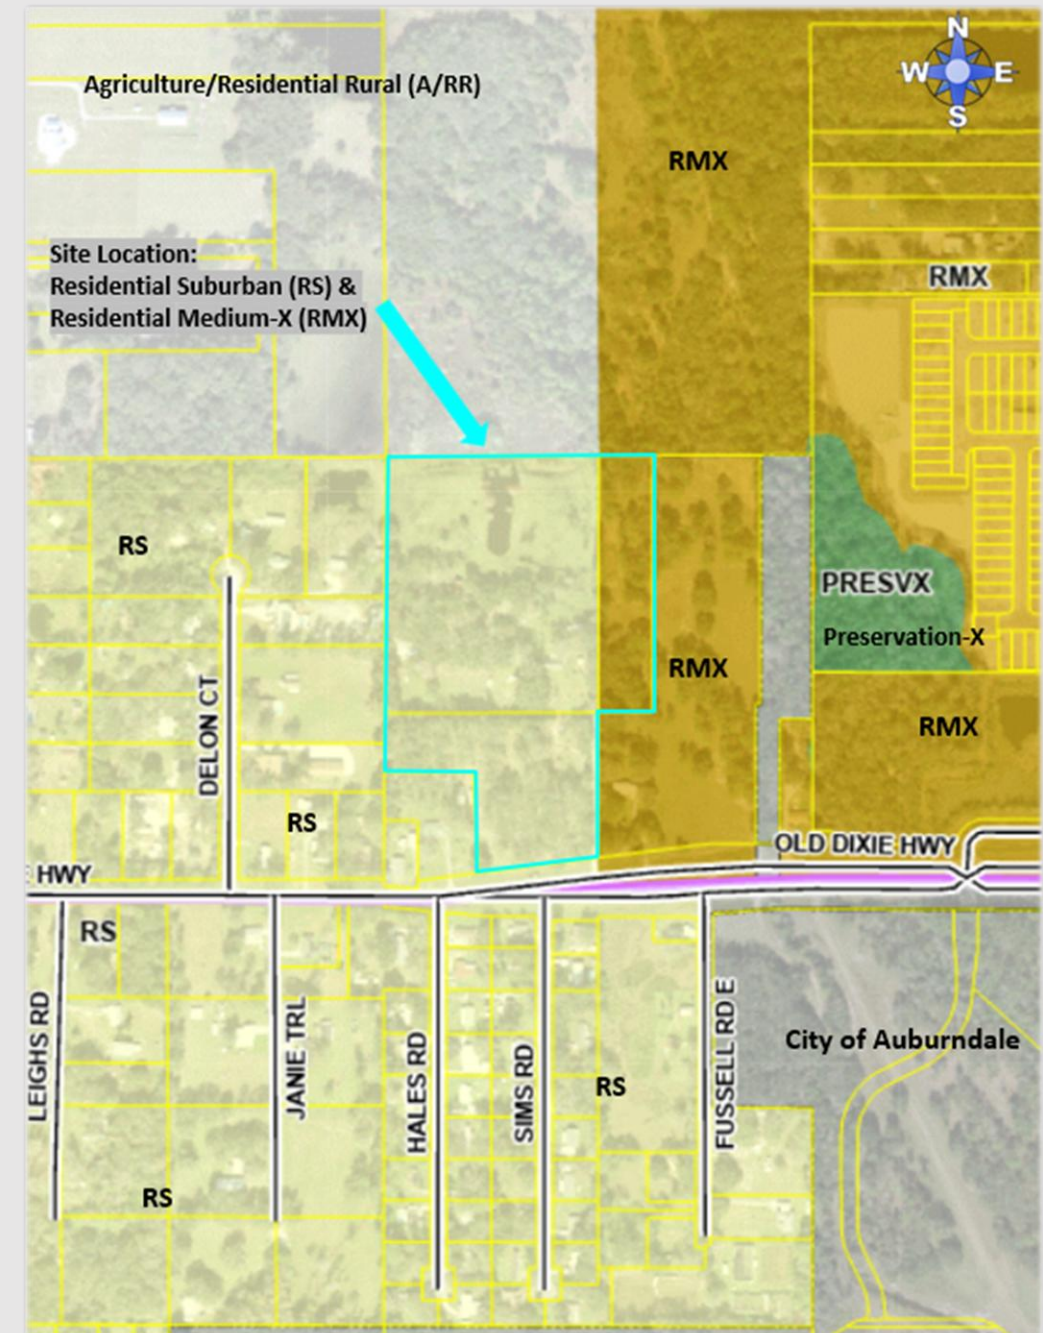 N
W E
S
Agriculture/Residential Rural (A/RR)
RMX
Site Location:
Residential Suburban (RS) &
Residential Medium-X (RMX)
RMX
RS
PRESVX
Preservation-X
RMX
DELON CT
RMX
RS
OLD DIXIE HWY
HWY
RS
LEIGHS RD
JANIE TRL
HALES RD
SIMS RD
RS
FUSSELL RD E
City of Auburndale
RS